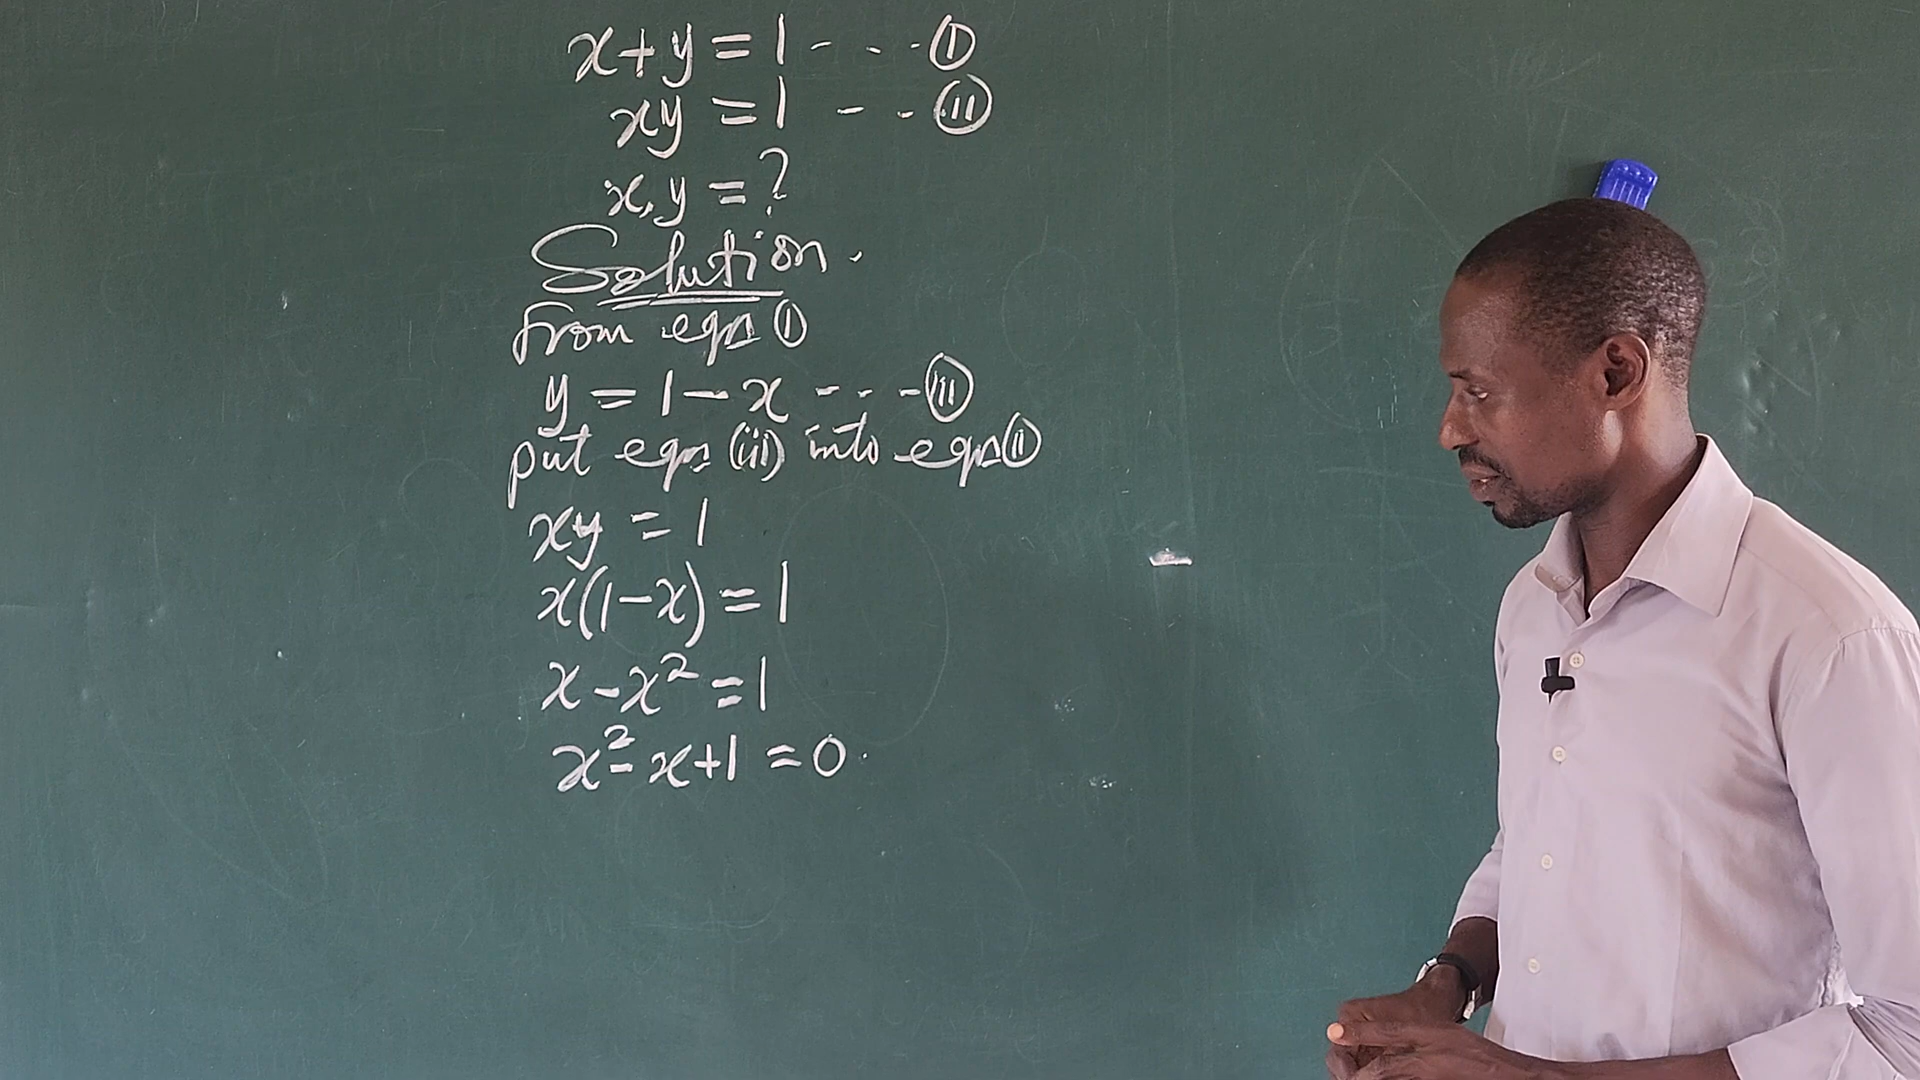 x+y=1 - - - (i)
xy = 1 - - (ii)
x,y = ?
Solution.
from eqn (i)
y = 1 - x - - - (iii)
put eqn (iii) into eqn (ii)
xy = 1
x(1-x) = 1
x - x² = 1
x² - x + 1 = 0.